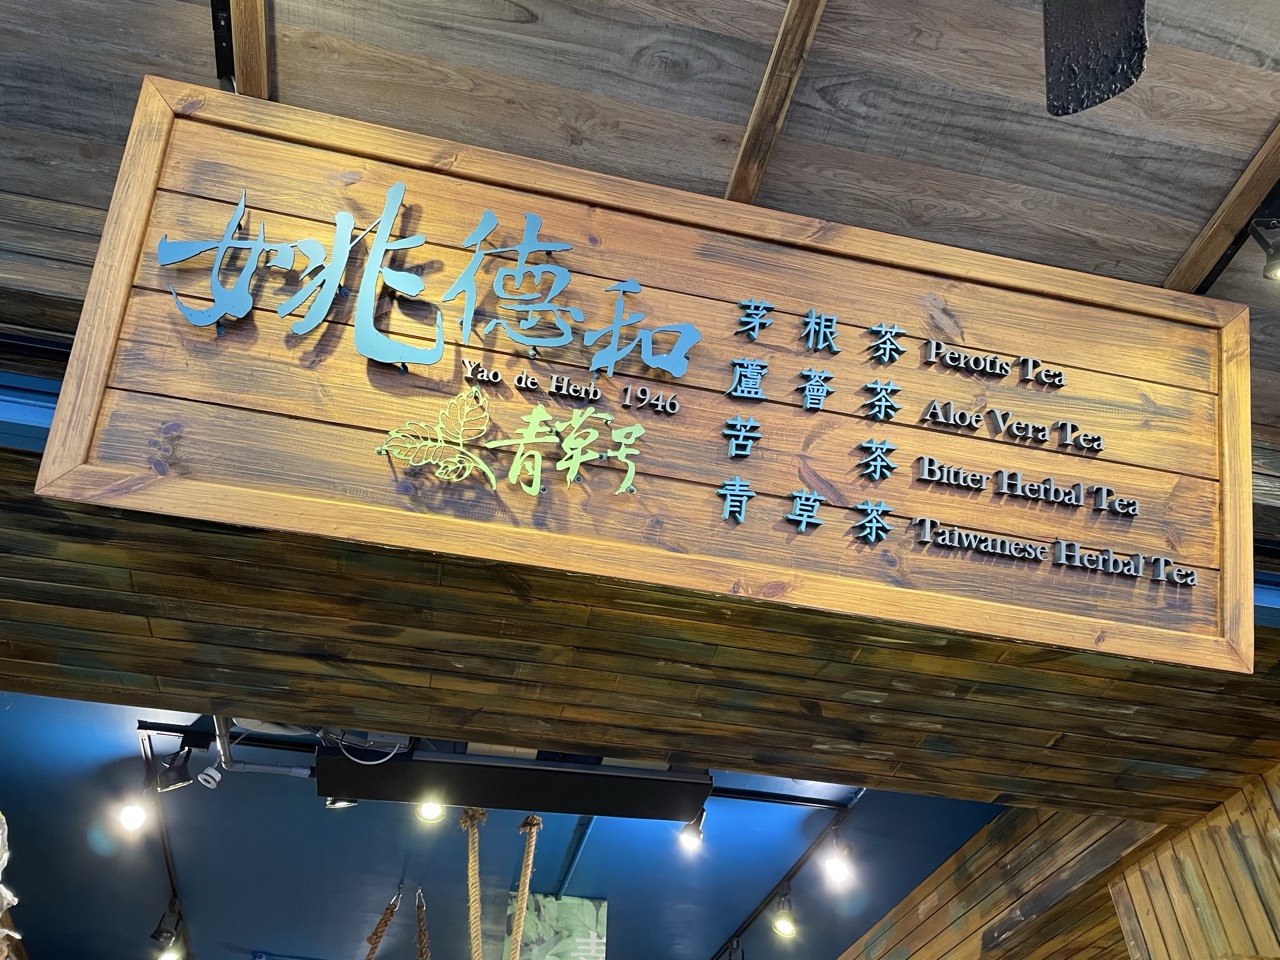 姚德和
Yao de Herb 1946
青草号
茅根茶 Perotis Tea
蘆薈茶 Aloe Vera Tea
苦茶 Bitter Herbal Tea
青草茶 Taiwanese Herbal Tea